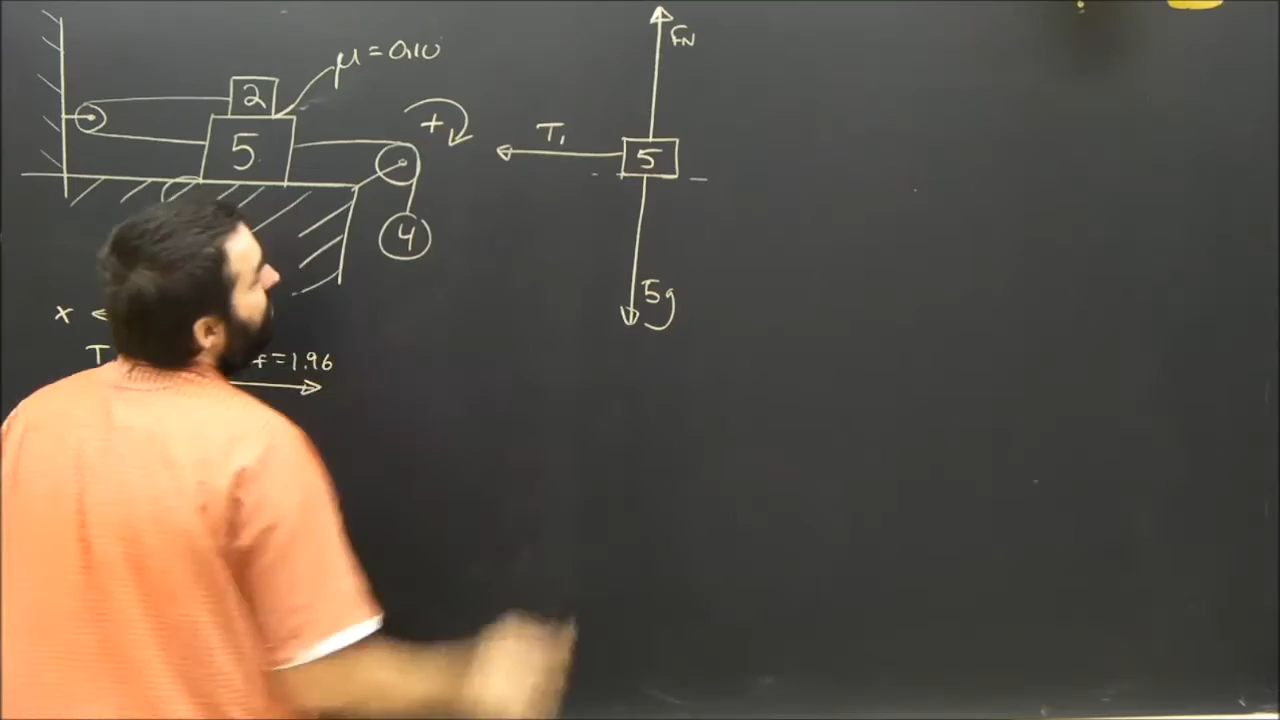 μ = 0.10
2
5
+
4
x
T
f = 1.96
FN
T₁
5
5g